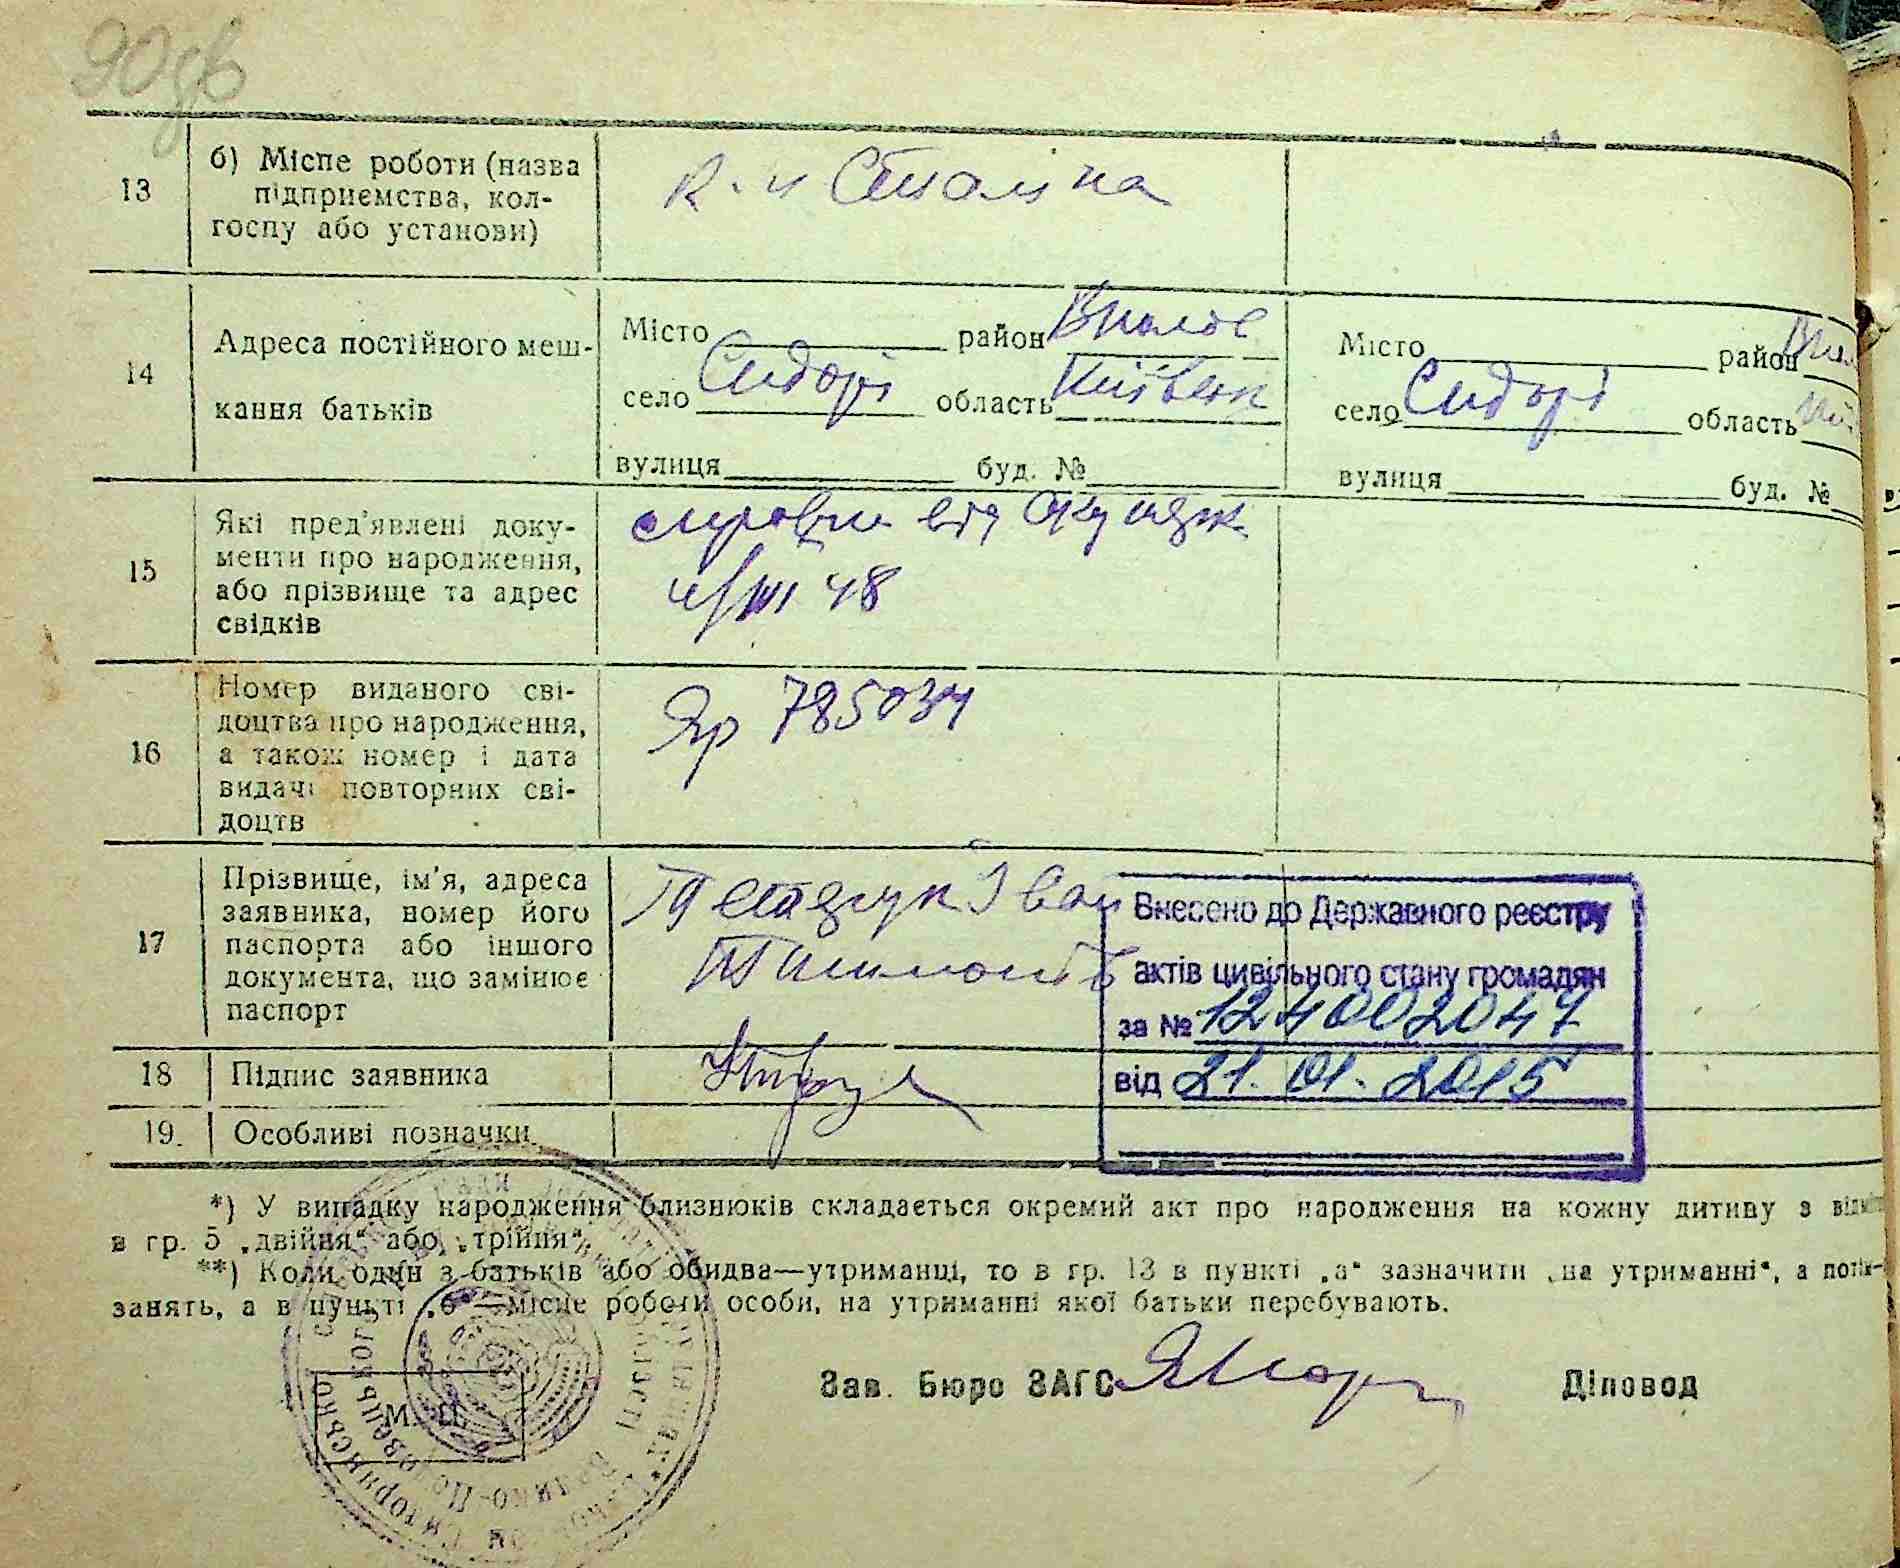 90зв
13
б) Місце роботи (назва
підприємства, кол-
госпу або установи)
к-п Сталіна
14
Адреса постійного меш-
кання батьків
Місто район В полов
село Сидорі область Київськ
вулиця буд. №
Місто район
село Сидорі область
вулиця буд. №
15
Які пред'явлені доку-
менти про народження,
або прізвище та адрес
свідків
від
48
16
Номер виданого сві-
доцтва про народження,
а також номер і дата
видачі повторних сві-
доцтв
Яр 785034
17
Прізвище, ім'я, адреса
заявника, номер його
паспорта або іншого
документа, що замінює
паспорт
Іван
Внесено до Державного реєстру
актів цивільного стану громадян
за № 124002047
від 21.01.2015
18
Підпис заявника
19.
Особливі позначки
*) У випадку народження близнюків складається окремий акт про народження на кожну дитину з відміт
в гр. 5 „двійня“ або „трійня“.
**) Коли один з батьків або обидва—утриманці, то в гр. 13 в пункті „а“ зазначити „на утриманні“, а
занять, а в пункті „б“—місце роботи особи, на утриманні якої батьки перебувають.
Зав. Бюро ЗАГС
Діловод
М. П.